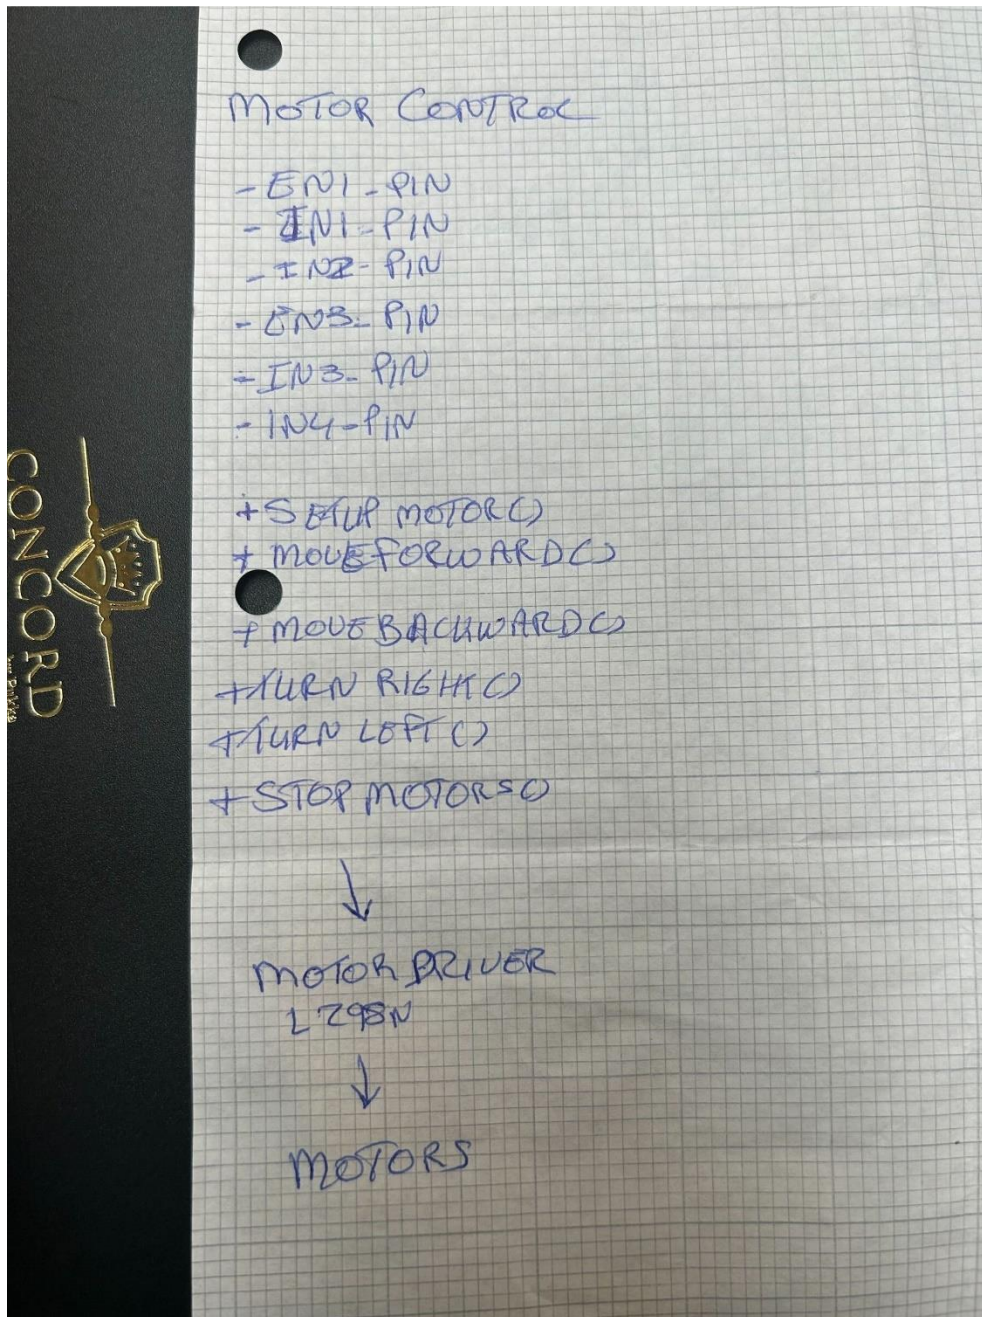 MOTOR CONTROL
- EN1 - PIN
- IN1 - PIN
- IN2 - PIN
- EN3 - PIN
- IN3 - PIN
- IN4 - PIN
+ SETUP MOTOR()
+ MOVEFORWARD()
+ MOVEBACKWARD()
+ TURN RIGHT()
+ TURN LEFT()
+ STOP MOTORS()
MOTOR DRIVER
L298N
MOTORS
CONCORD